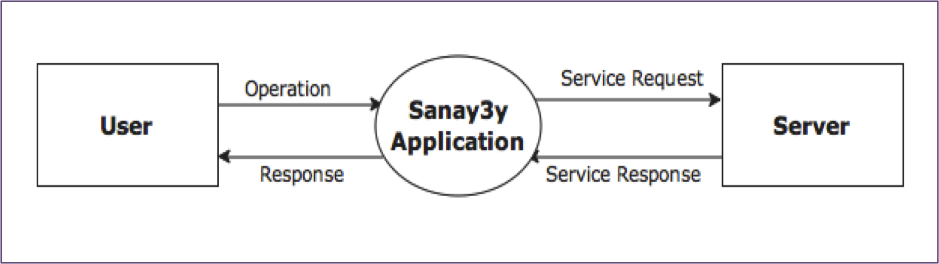 Operation
Service Request
User
Sanay3y
Application
Server
Response
Service Response